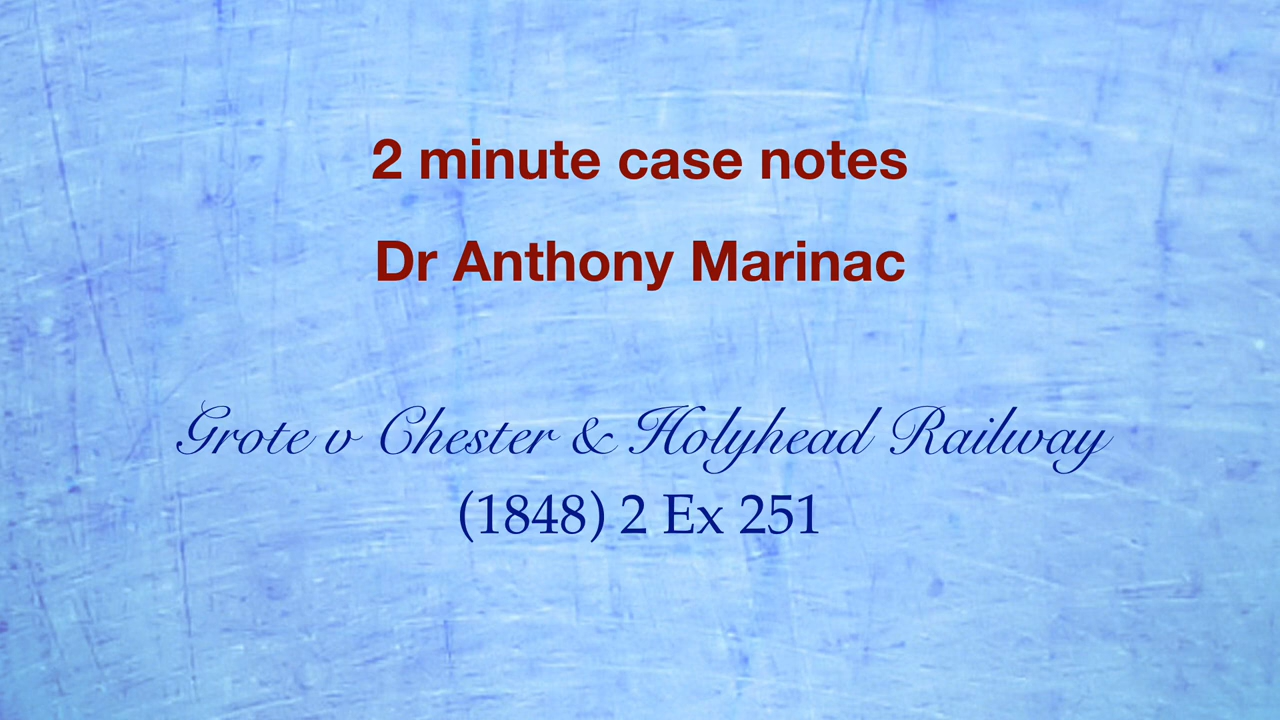 2 minute case notes
Dr Anthony Marinac
Grote v Chester & Holyhead Railway
(1848) 2 Ex 251